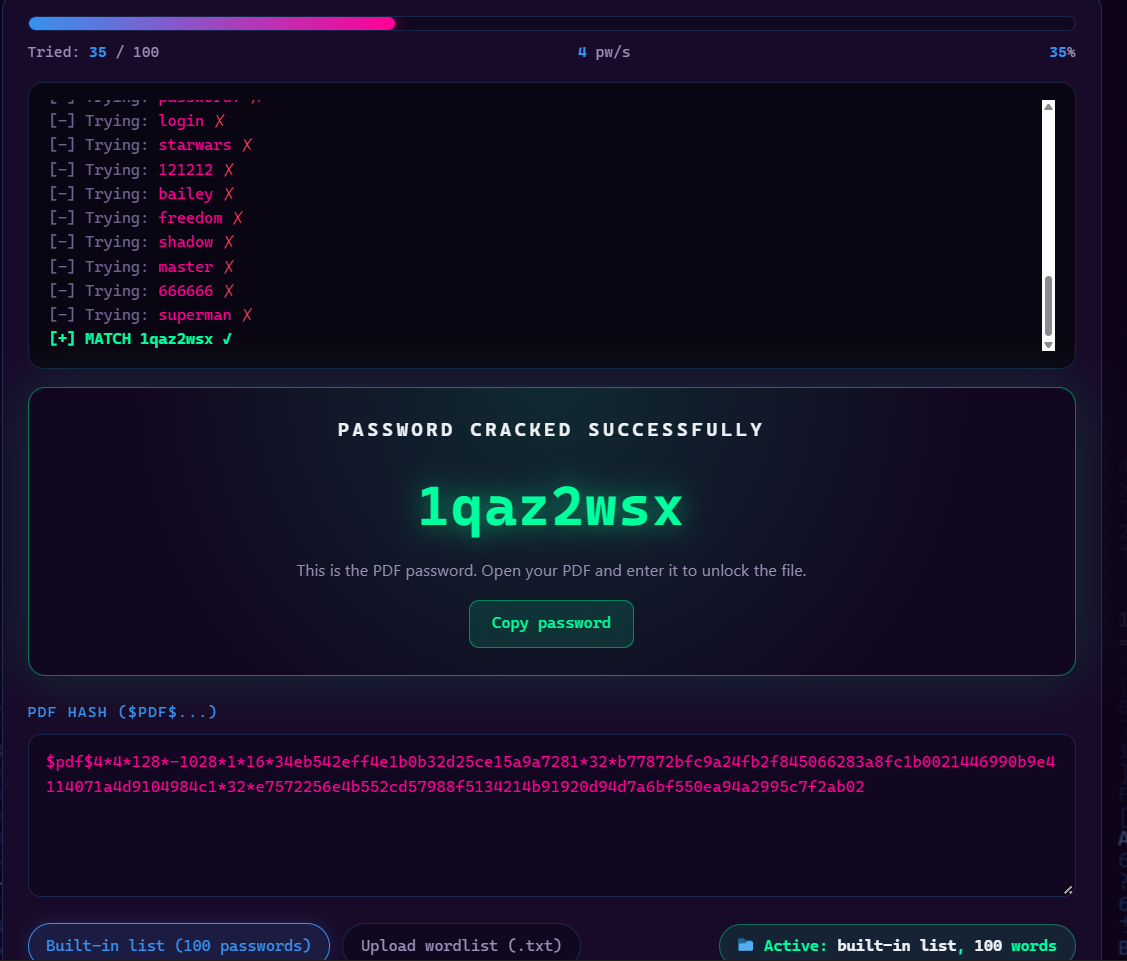 Tried: 35 / 100
4 pw/s
35%
[-] Trying: login ✗
[-] Trying: starwars ✗
[-] Trying: 121212 ✗
[-] Trying: bailey ✗
[-] Trying: freedom ✗
[-] Trying: shadow ✗
[-] Trying: master ✗
[-] Trying: 666666 ✗
[-] Trying: superman ✗
[+] MATCH 1qaz2wsx ✓
PASSWORD CRACKED SUCCESSFULLY
1qaz2wsx
This is the PDF password. Open your PDF and enter it to unlock the file.
Copy password
PDF HASH ($PDF$...)
$pdf$4*4*128*-1028*1*16*34eb542eff4e1b0b32d25ce15a9a7281*32*b77872bfc9a24fb2f845066283a8fc1b0021446990b9e4
114071a4d9104984c1*32*e7572256e4b552cd57988f5134214b91920d94d7a6bf550ea94a2995c7f2ab02
Built-in list (100 passwords)
Upload wordlist (.txt)
Active: built-in list, 100 words